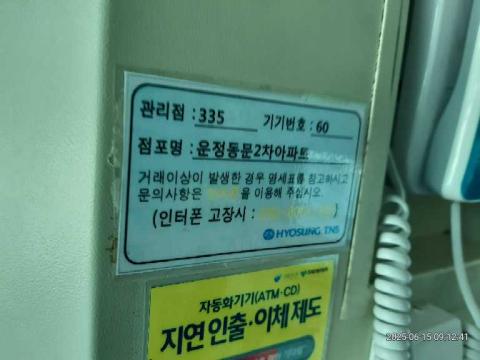 관리점 : 335 기기번호 : 60
점포명 : 운정동문2차아파트
거래이상이 발생한 경우 명세표를 참고하시고
문의사항은 을 이용해 주십시오.
(인터폰 고장시 : )
HYOSUNG TNS
자동화기기(ATM·CD)
지연 인출·이체 제도
2025-06-15 09:12:41